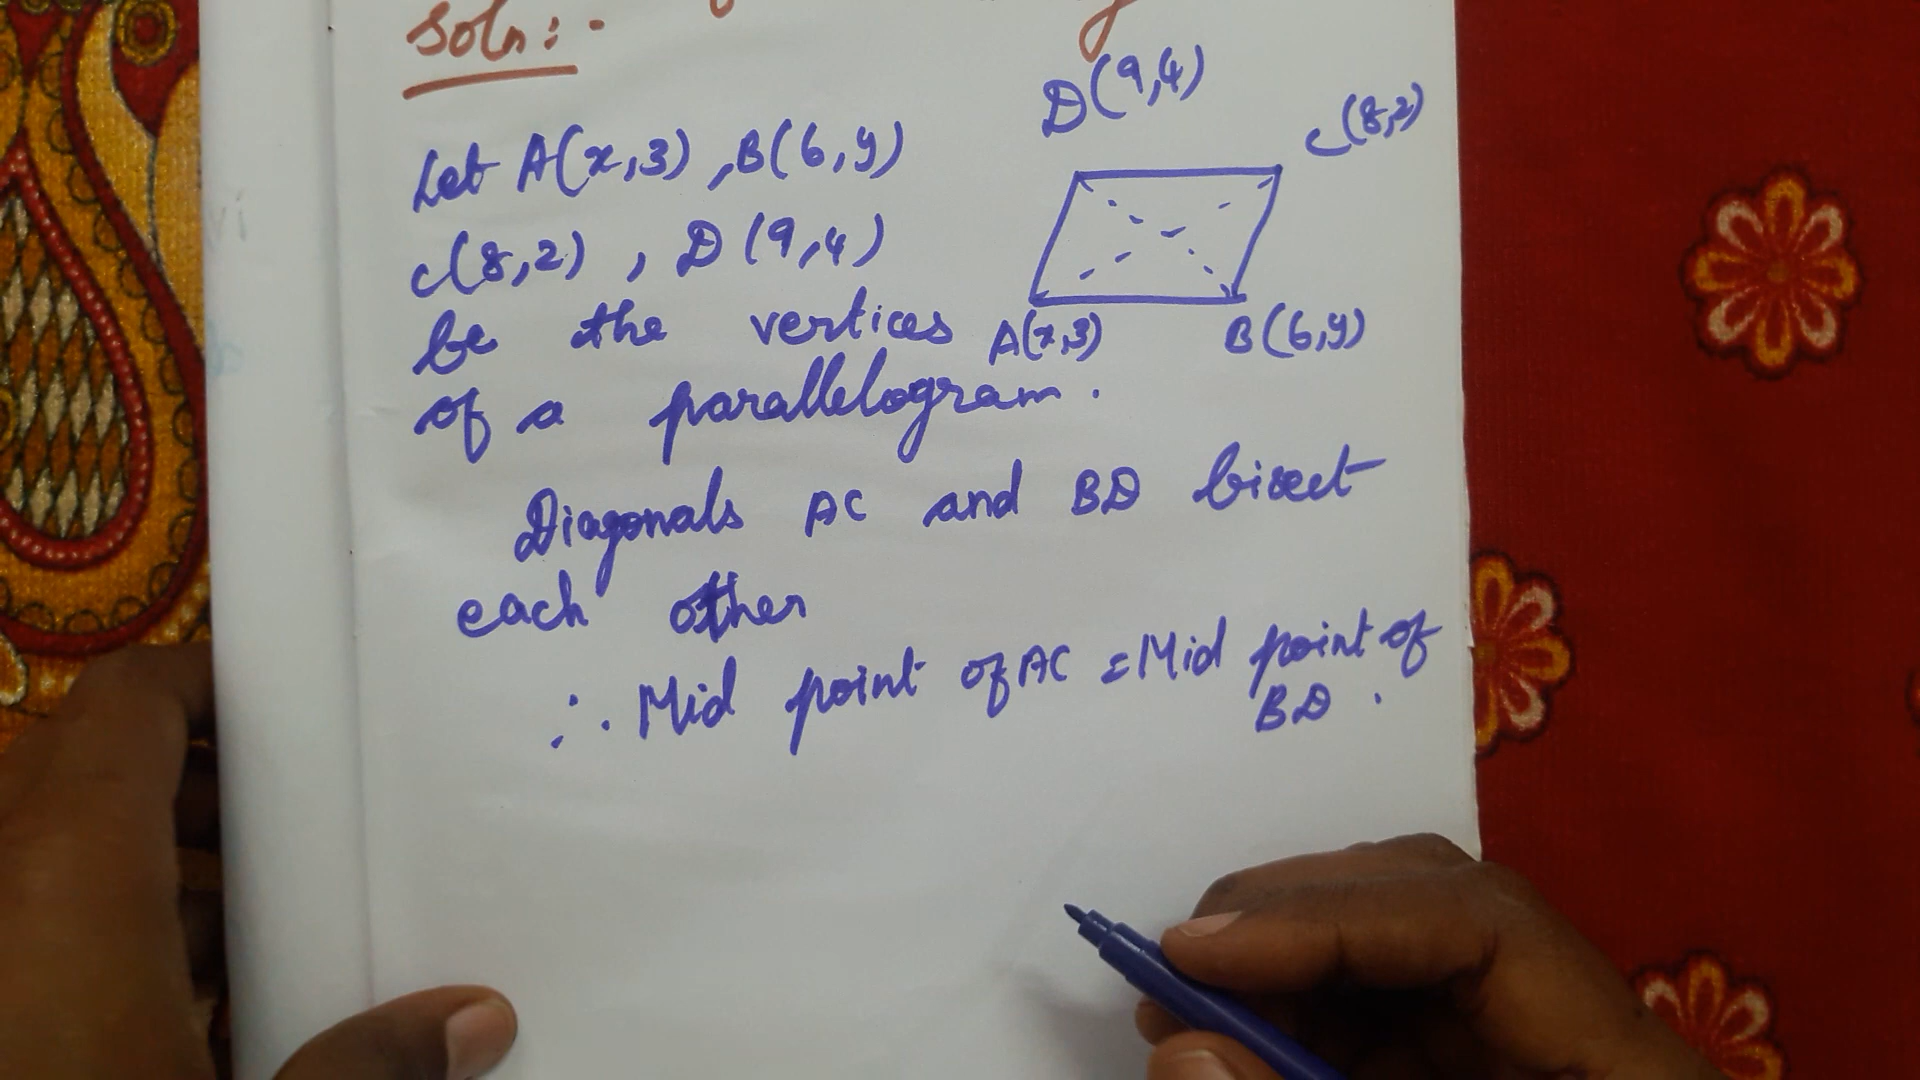 Soln:-
D(9,4)
C(8,2)
Let A(x,3), B(6,y)
C(8,2), D(9,4)
be the vertices
A(x,3)
B(6,y)
of a parallelogram.
Diagonals AC and BD bisect
each other
∴ Mid point of AC = Mid point of
BD.